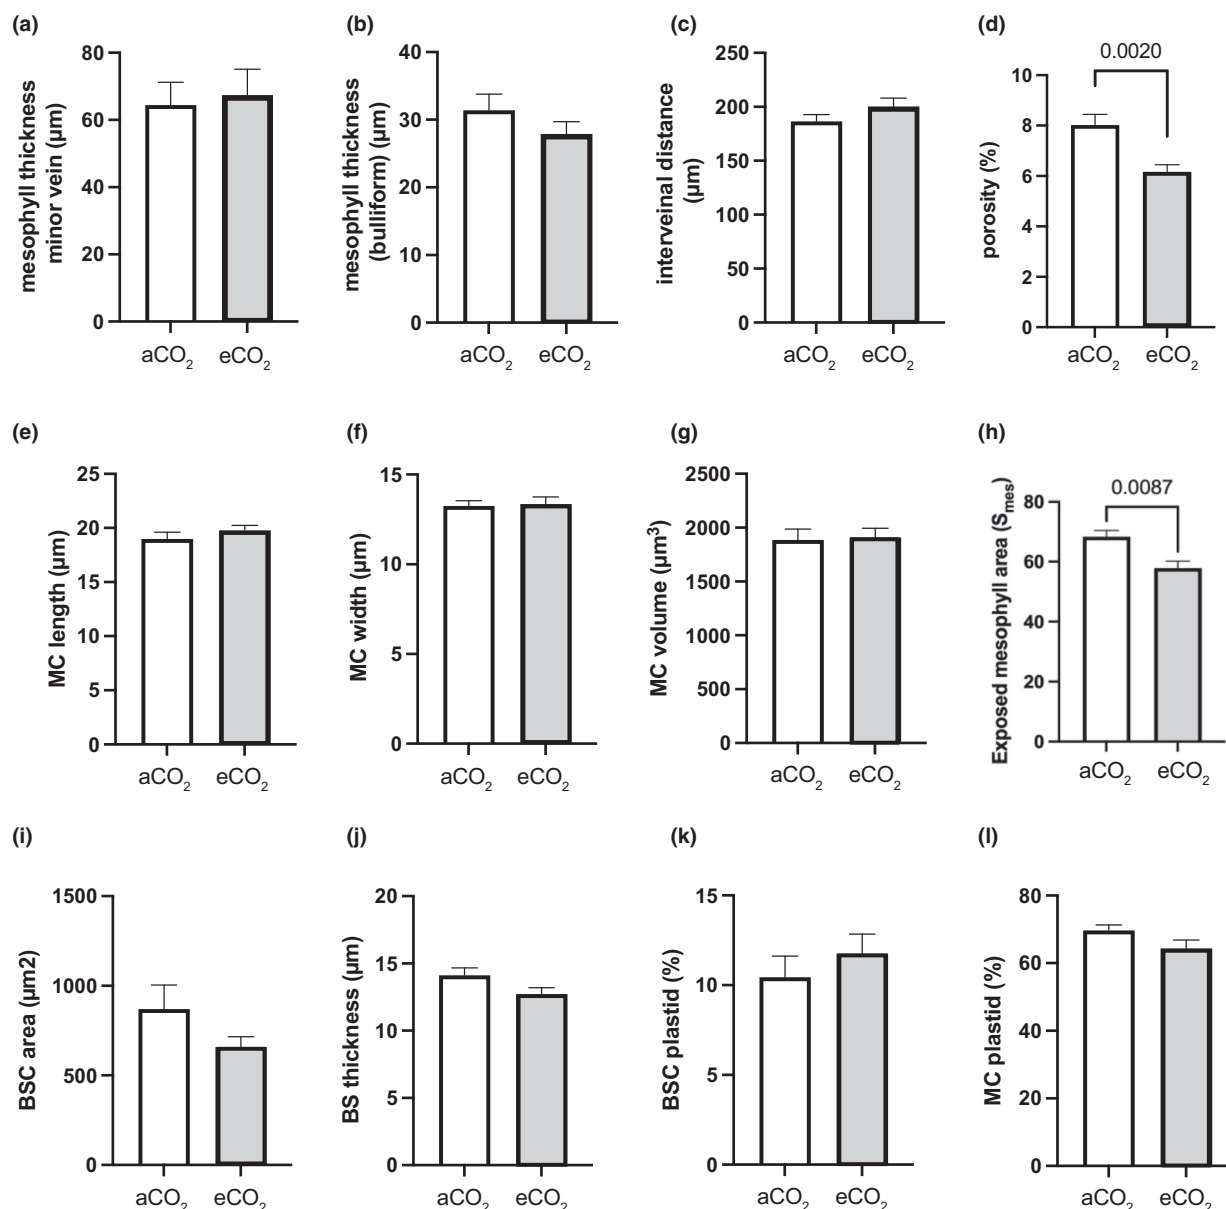 (a)
mesophyll thickness
minor vein (µm)
80
60
40
20
0
aCO₂
eCO₂
(b)
mesophyll thickness
(bulliform) (µm)
40
30
20
10
0
aCO₂
eCO₂
(c)
interveinal distance
(µm)
250
200
150
100
50
0
aCO₂
eCO₂
(d)
porosity (%)
0.0020
10
8
6
4
2
0
aCO₂
eCO₂
(e)
MC length (µm)
25
20
15
10
5
0
aCO₂
eCO₂
(f)
MC width (µm)
15
10
5
0
aCO₂
eCO₂
(g)
MC volume (µm³)
2500
2000
1500
1000
500
0
aCO₂
eCO₂
(h)
Exposed mesophyll area (Sₘₑₛ)
0.0087
80
60
40
20
0
aCO₂
eCO₂
(i)
BSC area (µm2)
1500
1000
500
0
aCO₂
eCO₂
(j)
BS thickness (µm)
20
15
10
5
0
aCO₂
eCO₂
(k)
BSC plastid (%)
15
10
5
0
aCO₂
eCO₂
(l)
MC plastid (%)
80
60
40
20
0
aCO₂
eCO₂